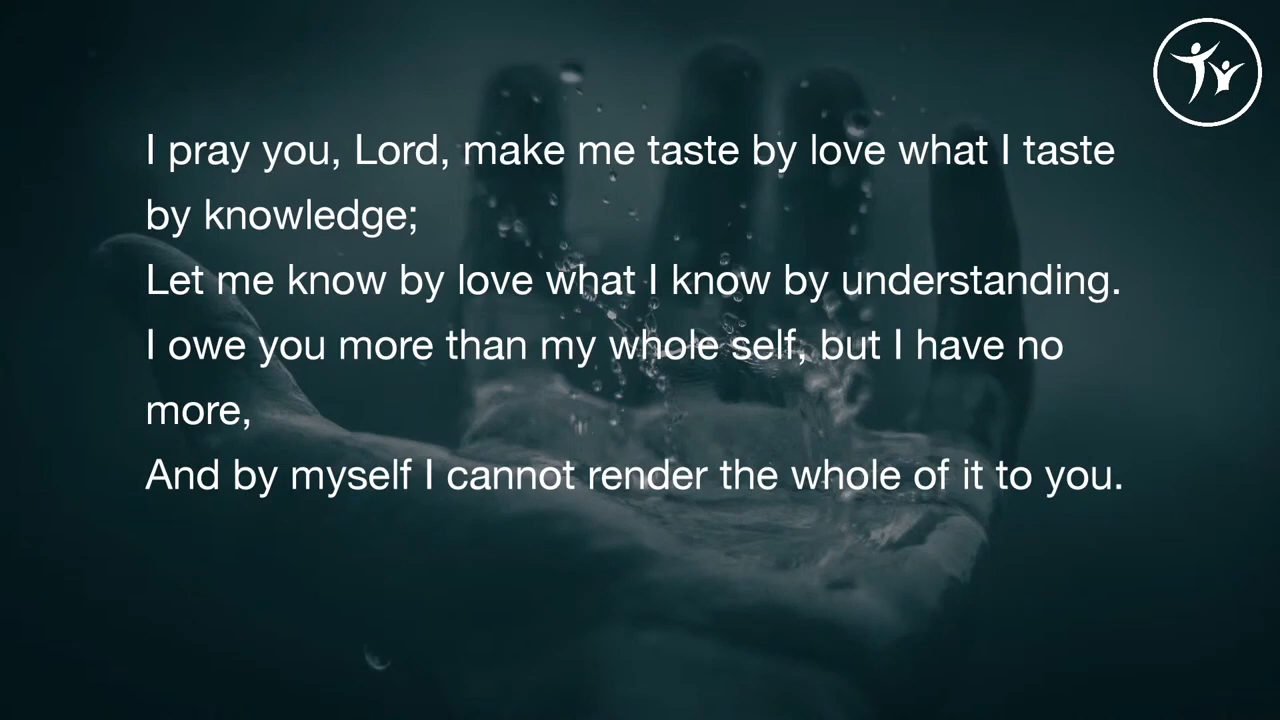 I pray you, Lord, make me taste by love what I taste
by knowledge;
Let me know by love what I know by understanding.
I owe you more than my whole self, but I have no
more,
And by myself I cannot render the whole of it to you.